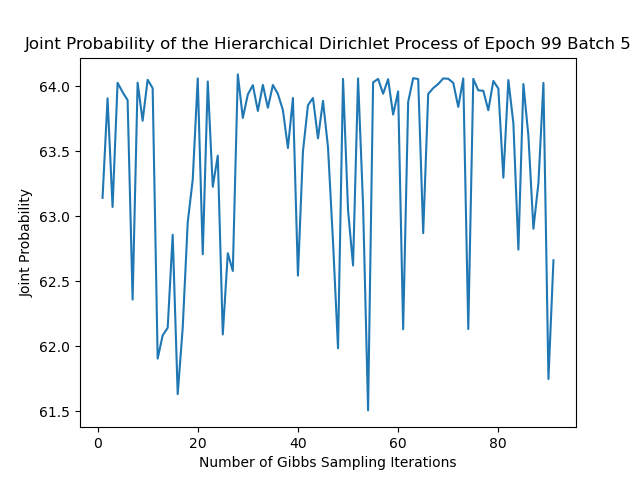 Joint Probability of the Hierarchical Dirichlet Process of Epoch 99 Batch 5
64.0
63.5
63.0
62.5
62.0
61.5
Joint Probability
0 20 40 60 80
Number of Gibbs Sampling Iterations